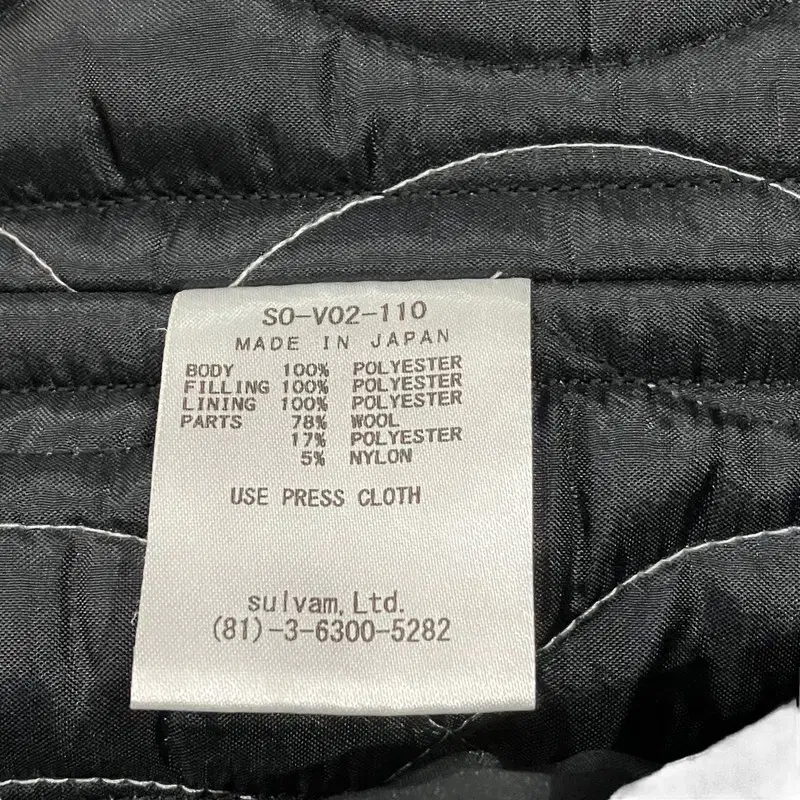 SO-V02-110
MADE IN JAPAN
BODY 100% POLYESTER
FILLING 100% POLYESTER
LINING 100% POLYESTER
PARTS 78% WOOL
17% POLYESTER
5% NYLON
USE PRESS CLOTH
sulvam, Ltd.
(81)-3-6300-5282